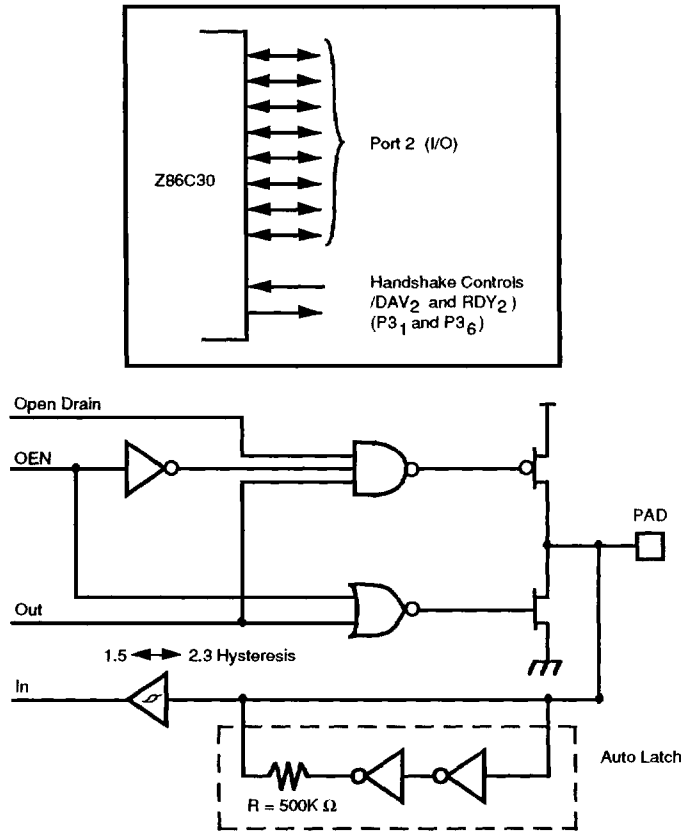 Z86C30
Port 2 (I/O)
Handshake Controls
/DAV2 and RDY2)
(P31 and P36)
Open Drain
OEN
PAD
Out
1.5 2.3 Hysteresis
In
Auto Latch
R = 500K Ω